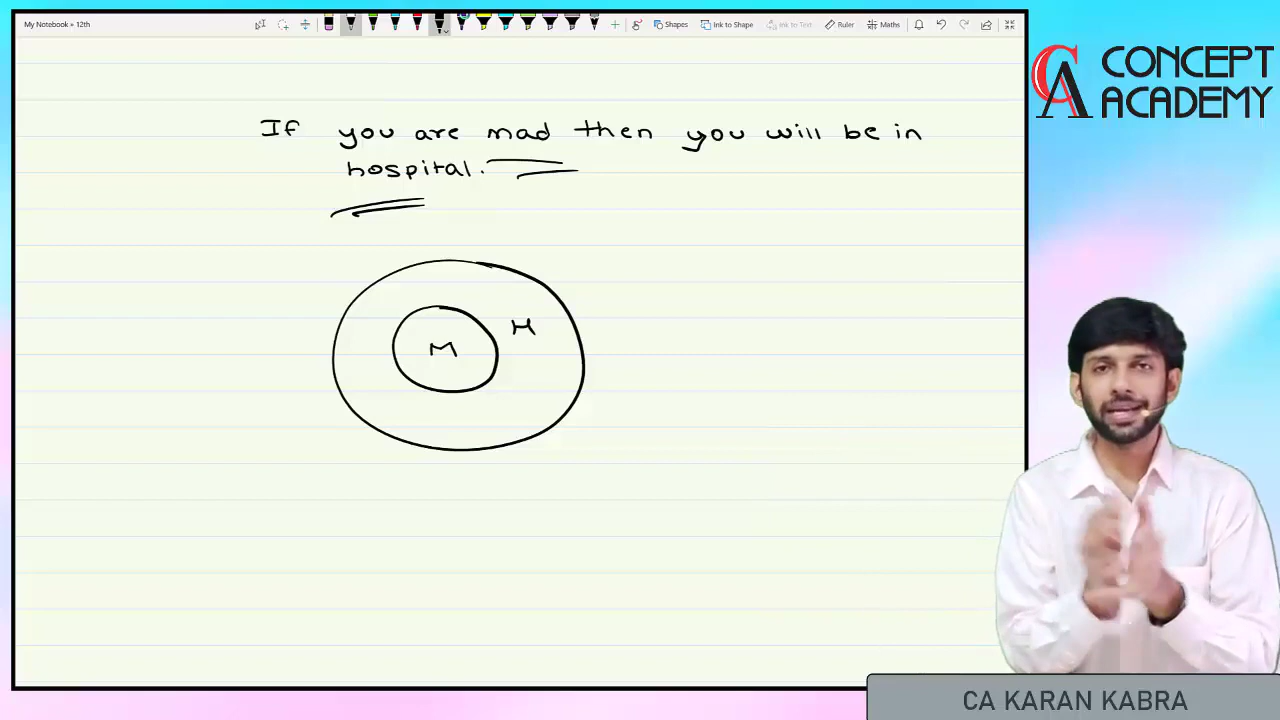 My Notebook » 12th
Shapes
Ink to Shape
Ink to Text
Ruler
Maths
CONCEPT
ACADEMY
If you are mad then you will be in
hospital.
H
M
CA KARAN KABRA